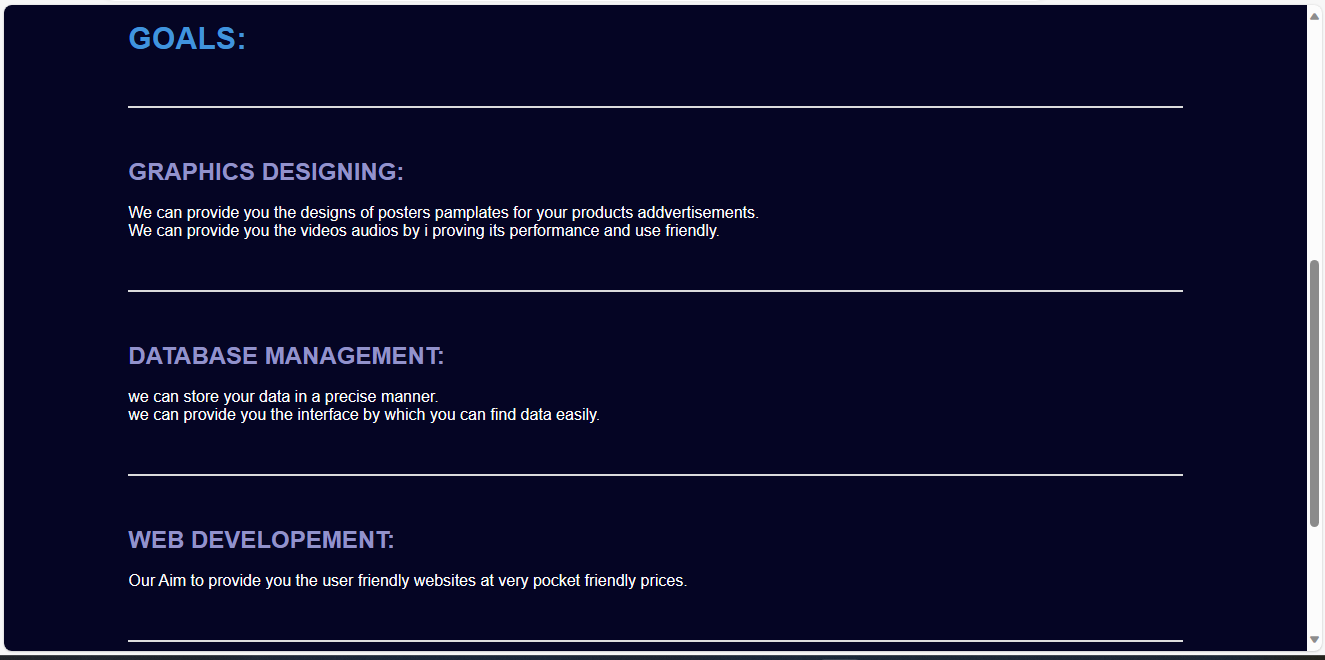 GOALS:
GRAPHICS DESIGNING:
We can provide you the designs of posters pamplates for your products addvertisements.
We can provide you the videos audios by i proving its performance and use friendly.
DATABASE MANAGEMENT:
we can store your data in a precise manner.
we can provide you the interface by which you can find data easily.
WEB DEVELOPEMENT:
Our Aim to provide you the user friendly websites at very pocket friendly prices.